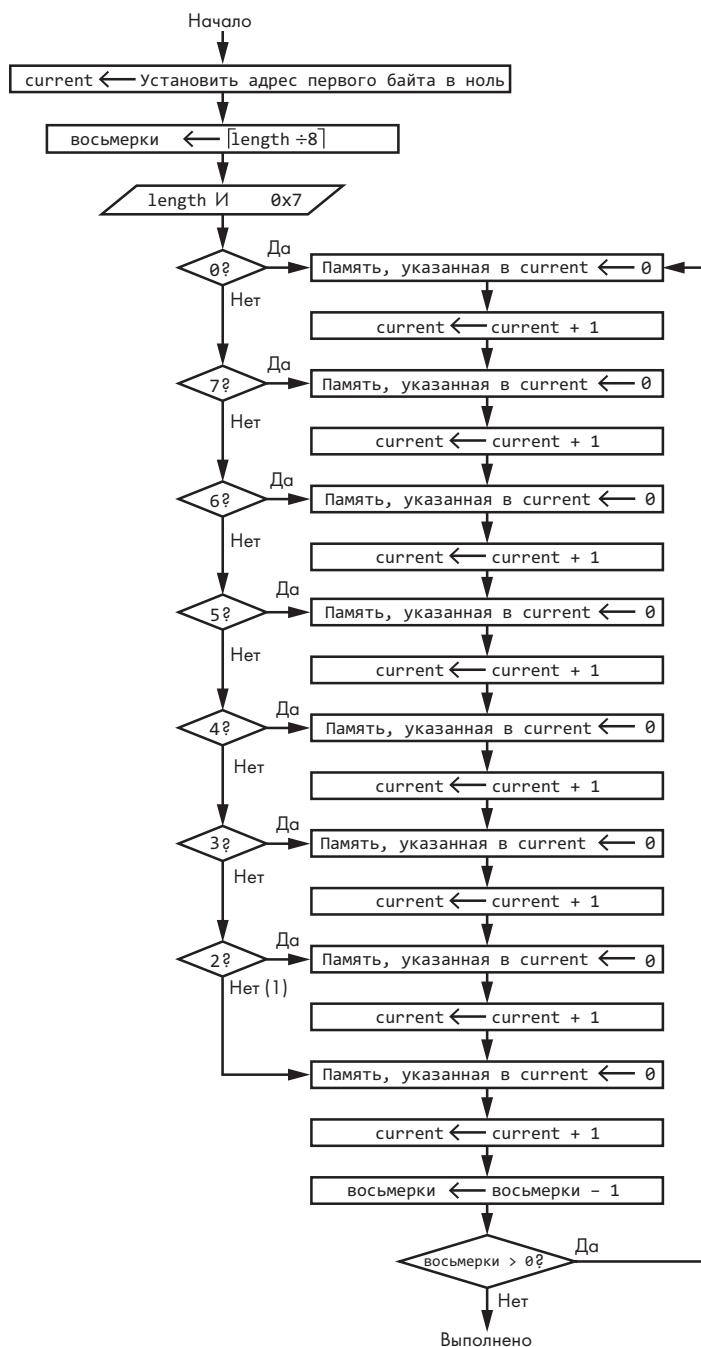 Начало
current ← Установить адрес первого байта в ноль
восьмерки ← ⌈length ÷8⌉
length И 0x7
0?
Да
Память, указанная в current ← 0
Нет
current ← current + 1
7?
Да
Память, указанная в current ← 0
Нет
current ← current + 1
6?
Да
Память, указанная в current ← 0
Нет
current ← current + 1
5?
Да
Память, указанная в current ← 0
Нет
current ← current + 1
4?
Да
Память, указанная в current ← 0
Нет
current ← current + 1
3?
Да
Память, указанная в current ← 0
Нет
current ← current + 1
2?
Да
Память, указанная в current ← 0
Нет (1)
current ← current + 1
Память, указанная в current ← 0
current ← current + 1
восьмерки ← восьмерки – 1
восьмерки > 0?
Да
Нет
Выполнено